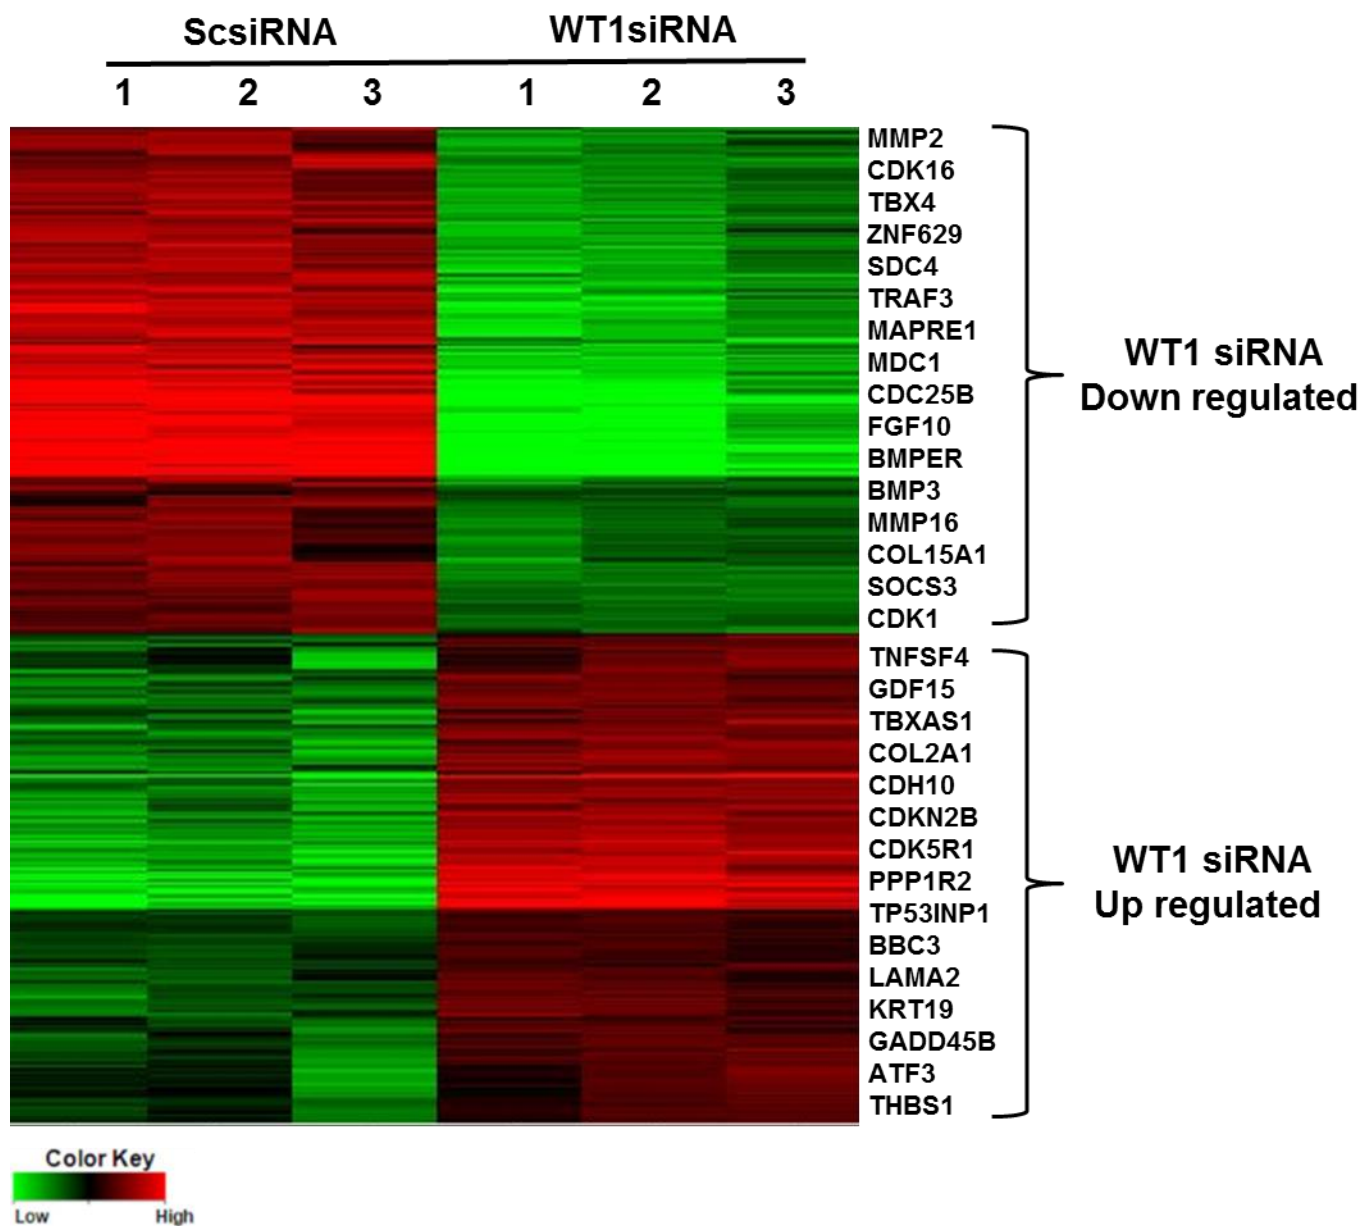 ScsiRNA WT1siRNA
1 2 3 1 2 3
MMP2
CDK16
TBX4
ZNF629
SDC4
TRAF3
MAPRE1
MDC1
CDC25B
FGF10
BMPER
BMP3
MMP16
COL15A1
SOCS3
CDK1
WT1 siRNA
Down regulated
TNFSF4
GDF15
TBXAS1
COL2A1
CDH10
CDKN2B
CDK5R1
PPP1R2
TP53INP1
BBC3
LAMA2
KRT19
GADD45B
ATF3
THBS1
WT1 siRNA
Up regulated
Color Key
Low High